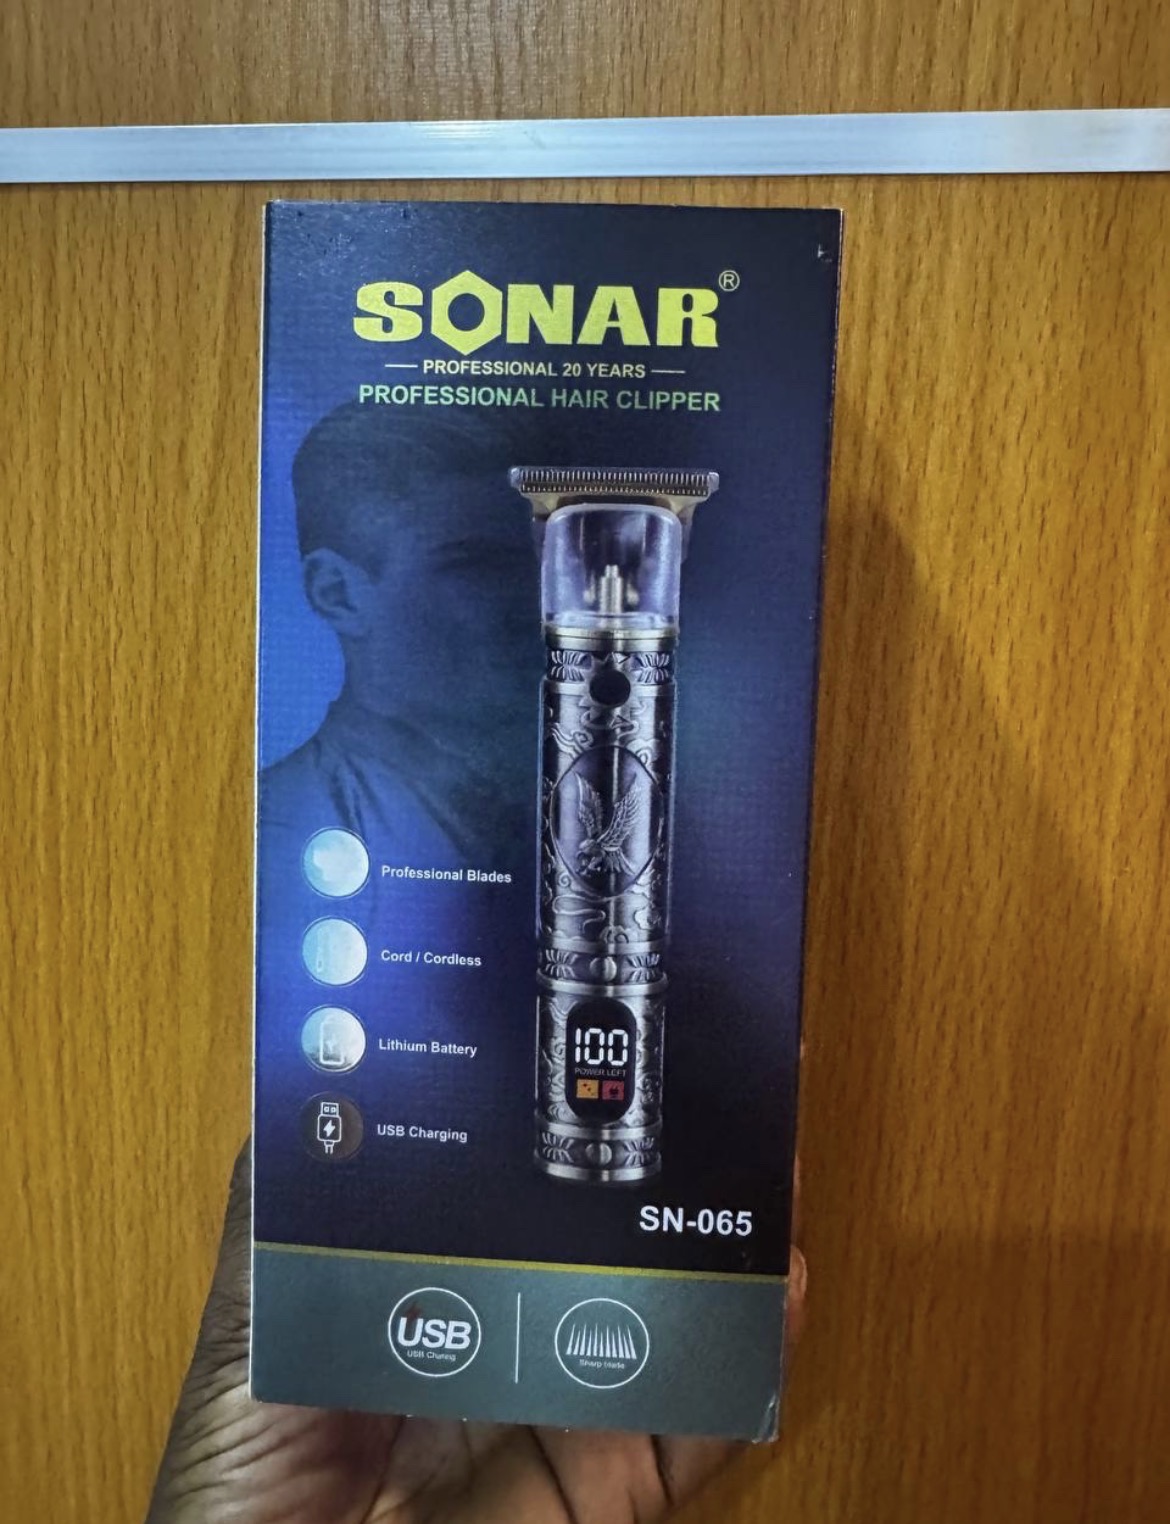 SONAR®
PROFESSIONAL 20 YEARS
PROFESSIONAL HAIR CLIPPER
Professional Blades
Cord / Cordless
Lithium Battery
100
POWER LEFT
USB Charging
SN-065
USB
USB Charing
Sharp blade